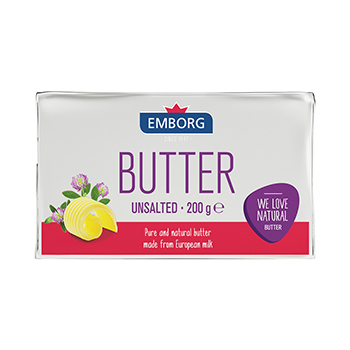 EMBORG
BUTTER
UNSALTED · 200 g ℮
Pure and natural butter
made from European milk
WE LOVE
NATURAL
BUTTER